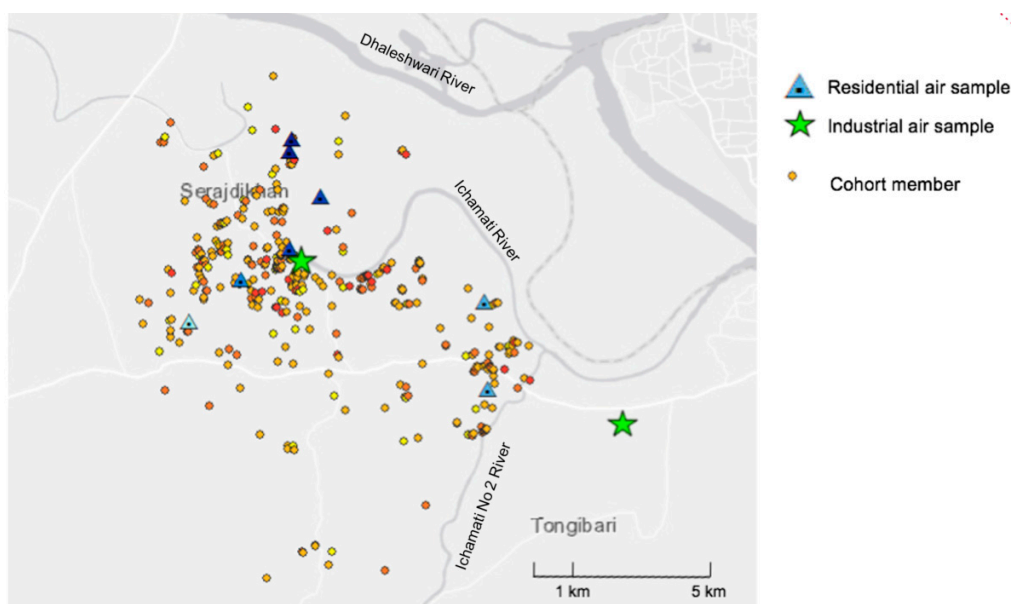 Dhaleshwari River
Residential air sample
Industrial air sample
Cohort member
Serajdikhan
Ichamati River
Ichamati No 2 River
Tongibari
1 km
5 km